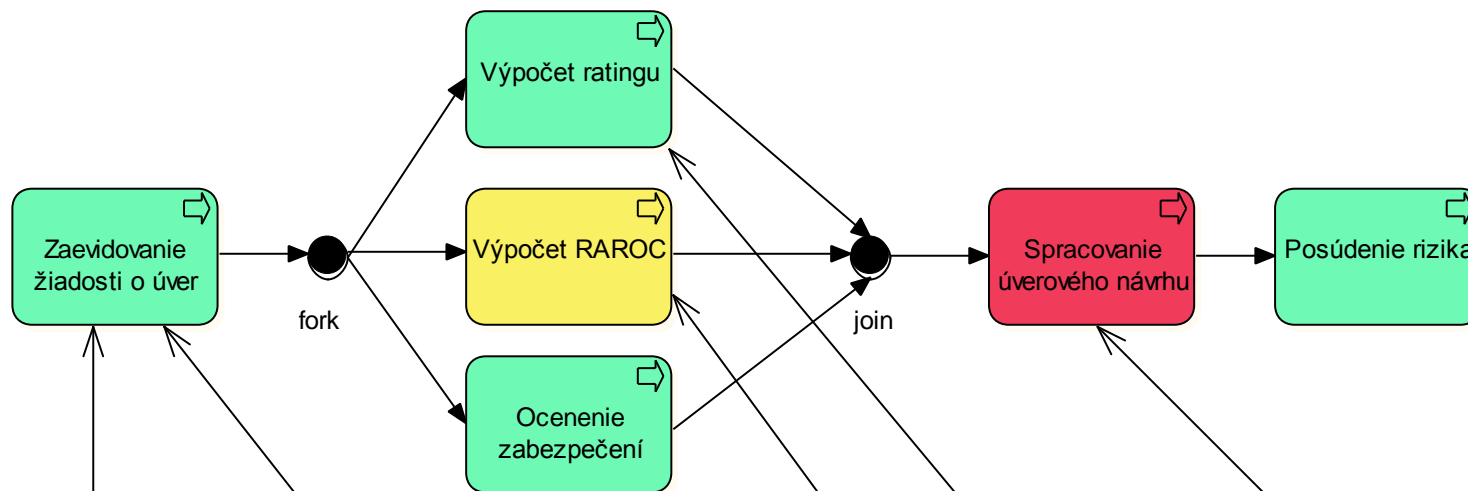 Výpočet ratingu
Zaevidovanie
žiadosti o úver
fork
Výpočet RAROC
Ocenenie
zabezpečení
join
Spracovanie
úverového návrhu
Posúdenie rizika